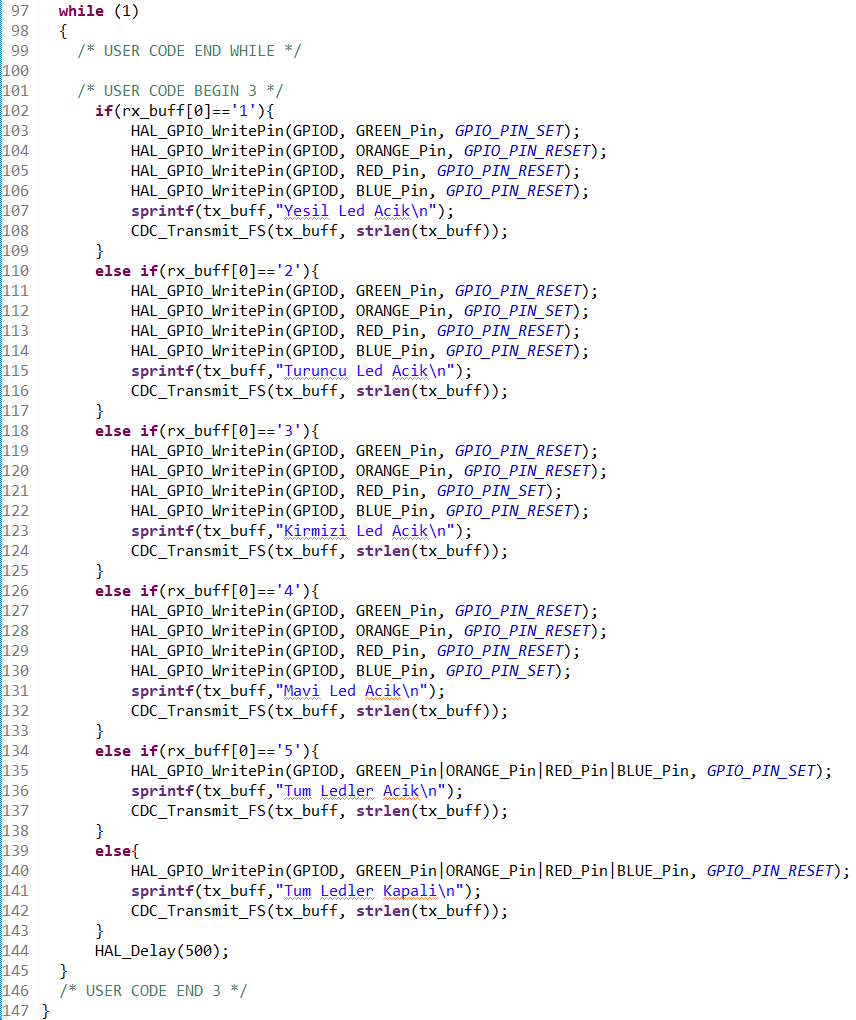 97 while (1)
98 {
99 /* USER CODE END WHILE */
100
101 /* USER CODE BEGIN 3 */
102 if(rx_buff[0]=='1'){
103 HAL_GPIO_WritePin(GPIOD, GREEN_Pin, GPIO_PIN_SET);
104 HAL_GPIO_WritePin(GPIOD, ORANGE_Pin, GPIO_PIN_RESET);
105 HAL_GPIO_WritePin(GPIOD, RED_Pin, GPIO_PIN_RESET);
106 HAL_GPIO_WritePin(GPIOD, BLUE_Pin, GPIO_PIN_RESET);
107 sprintf(tx_buff,"Yesil Led Acik\n");
108 CDC_Transmit_FS(tx_buff, strlen(tx_buff));
109 }
110 else if(rx_buff[0]=='2'){
111 HAL_GPIO_WritePin(GPIOD, GREEN_Pin, GPIO_PIN_RESET);
112 HAL_GPIO_WritePin(GPIOD, ORANGE_Pin, GPIO_PIN_SET);
113 HAL_GPIO_WritePin(GPIOD, RED_Pin, GPIO_PIN_RESET);
114 HAL_GPIO_WritePin(GPIOD, BLUE_Pin, GPIO_PIN_RESET);
115 sprintf(tx_buff,"Turuncu Led Acik\n");
116 CDC_Transmit_FS(tx_buff, strlen(tx_buff));
117 }
118 else if(rx_buff[0]=='3'){
119 HAL_GPIO_WritePin(GPIOD, GREEN_Pin, GPIO_PIN_RESET);
120 HAL_GPIO_WritePin(GPIOD, ORANGE_Pin, GPIO_PIN_RESET);
121 HAL_GPIO_WritePin(GPIOD, RED_Pin, GPIO_PIN_SET);
122 HAL_GPIO_WritePin(GPIOD, BLUE_Pin, GPIO_PIN_RESET);
123 sprintf(tx_buff,"Kirmizi Led Acik\n");
124 CDC_Transmit_FS(tx_buff, strlen(tx_buff));
125 }
126 else if(rx_buff[0]=='4'){
127 HAL_GPIO_WritePin(GPIOD, GREEN_Pin, GPIO_PIN_RESET);
128 HAL_GPIO_WritePin(GPIOD, ORANGE_Pin, GPIO_PIN_RESET);
129 HAL_GPIO_WritePin(GPIOD, RED_Pin, GPIO_PIN_RESET);
130 HAL_GPIO_WritePin(GPIOD, BLUE_Pin, GPIO_PIN_SET);
131 sprintf(tx_buff,"Mavi Led Acik\n");
132 CDC_Transmit_FS(tx_buff, strlen(tx_buff));
133 }
134 else if(rx_buff[0]=='5'){
135 HAL_GPIO_WritePin(GPIOD, GREEN_Pin|ORANGE_Pin|RED_Pin|BLUE_Pin, GPIO_PIN_SET);
136 sprintf(tx_buff,"Tum Ledler Acik\n");
137 CDC_Transmit_FS(tx_buff, strlen(tx_buff));
138 }
139 else{
140 HAL_GPIO_WritePin(GPIOD, GREEN_Pin|ORANGE_Pin|RED_Pin|BLUE_Pin, GPIO_PIN_RESET);
141 sprintf(tx_buff,"Tum Ledler Kapali\n");
142 CDC_Transmit_FS(tx_buff, strlen(tx_buff));
143 }
144 HAL_Delay(500);
145 }
146 /* USER CODE END 3 */
147 }